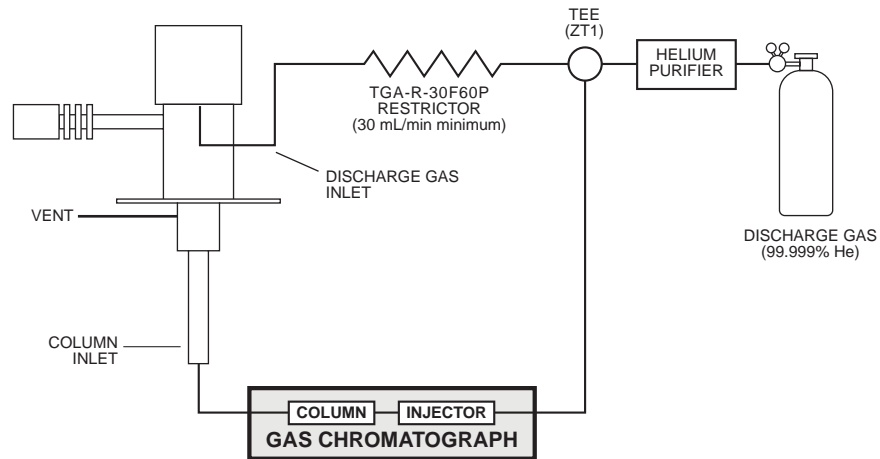 TEE
(ZT1)
HELIUM
PURIFIER
TGA-R-30F60P
RESTRICTOR
(30 mL/min minimum)
DISCHARGE GAS
INLET
VENT
DISCHARGE GAS
(99.999% He)
COLUMN
INLET
COLUMN
INJECTOR
GAS CHROMATOGRAPH